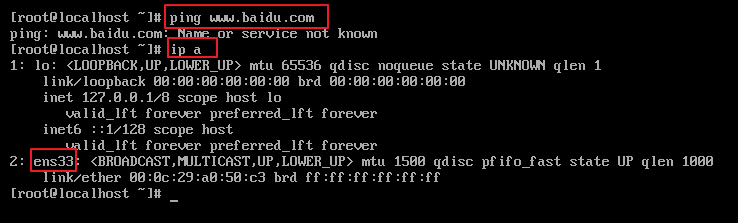 [root@localhost ~]# ping www.baidu.com
ping: www.baidu.com: Name or service not known
[root@localhost ~]# ip a
1: lo: <LOOPBACK,UP,LOWER_UP> mtu 65536 qdisc noqueue state UNKNOWN qlen 1
    link/loopback 00:00:00:00:00:00 brd 00:00:00:00:00:00
    inet 127.0.0.1/8 scope host lo
       valid_lft forever preferred_lft forever
    inet6 ::1/128 scope host
       valid_lft forever preferred_lft forever
2: ens33: <BROADCAST,MULTICAST,UP,LOWER_UP> mtu 1500 qdisc pfifo_fast state UP qlen 1000
    link/ether 00:0c:29:a0:50:c3 brd ff:ff:ff:ff:ff:ff
[root@localhost ~]# _